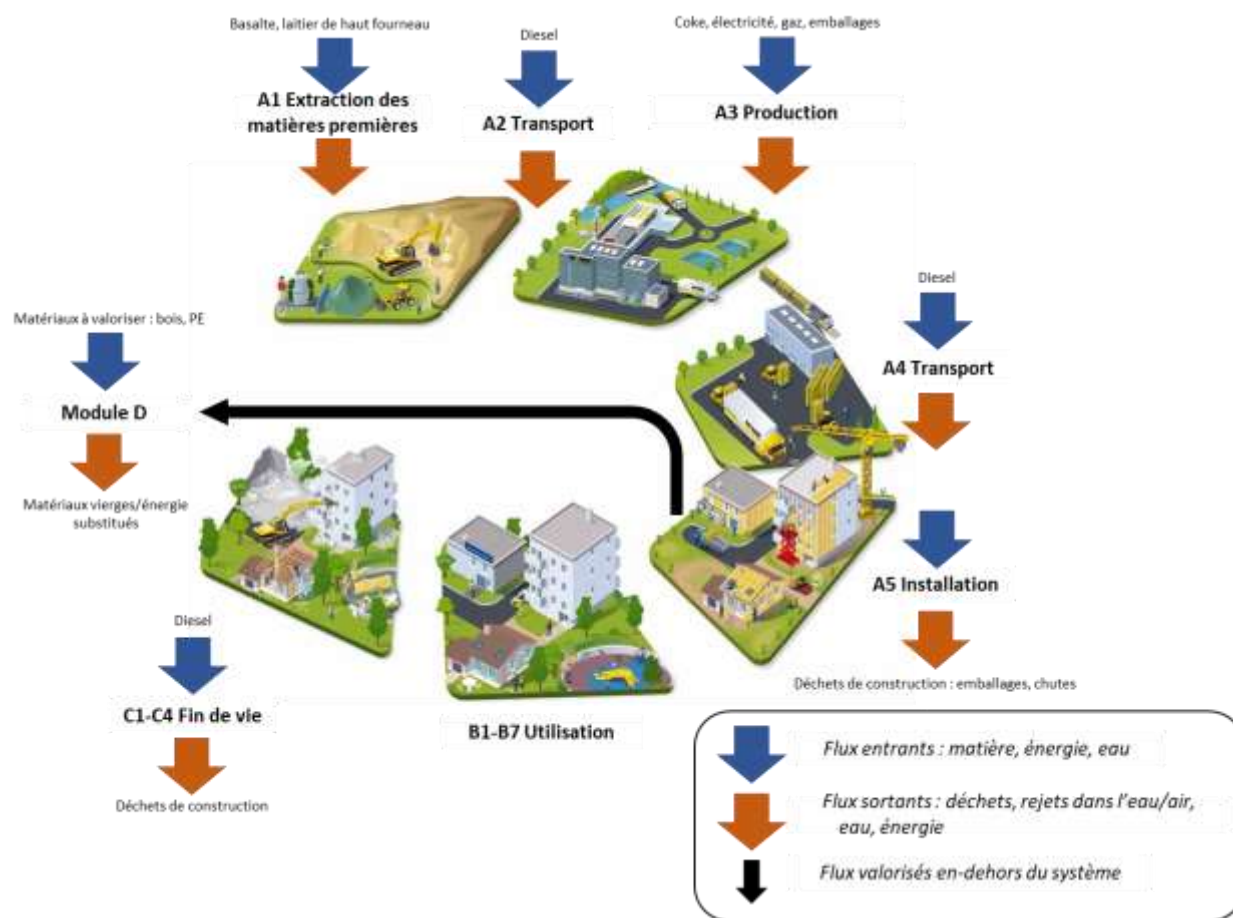 Basalte, laitier de haut fourneau
Diesel
Coke, électricité, gaz, emballages
A1 Extraction des
matières premières
A2 Transport
A3 Production
Diesel
A4 Transport
Matériaux à valoriser : bois, PE
Module D
Matériaux vierges/énergie
substitués
A5 Installation
Déchets de construction : emballages, chutes
Diesel
C1-C4 Fin de vie
Déchets de construction
B1-B7 Utilisation
Flux entrants : matière, énergie, eau
Flux sortants : déchets, rejets dans l'eau/air,
eau, énergie
Flux valorisés en-dehors du système